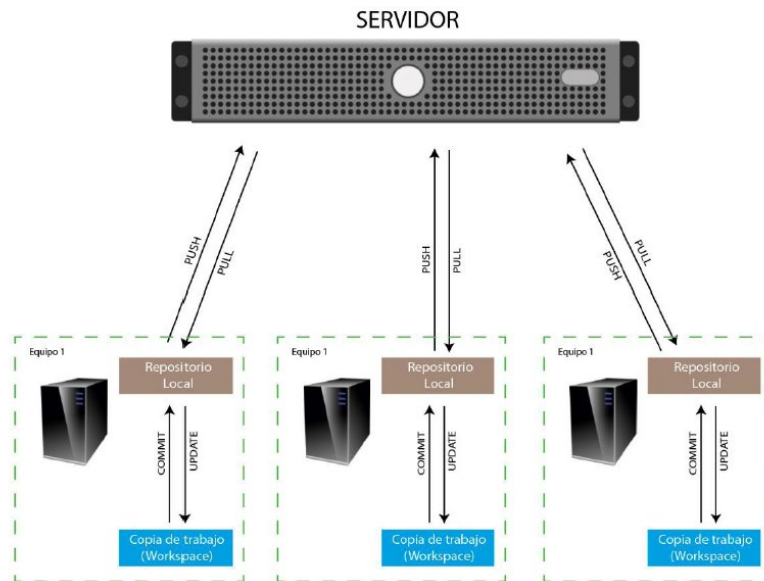 SERVIDOR
PUSH
PULL
PUSH
PULL
PUSH
PULL
Equipo 1
Repositorio
Local
COMMIT
UPDATE
Copia de trabajo
(Workspace)
Equipo 1
Repositorio
Local
COMMIT
UPDATE
Copia de trabajo
(Workspace)
Equipo 1
Repositorio
Local
COMMIT
UPDATE
Copia de trabajo
(Workspace)